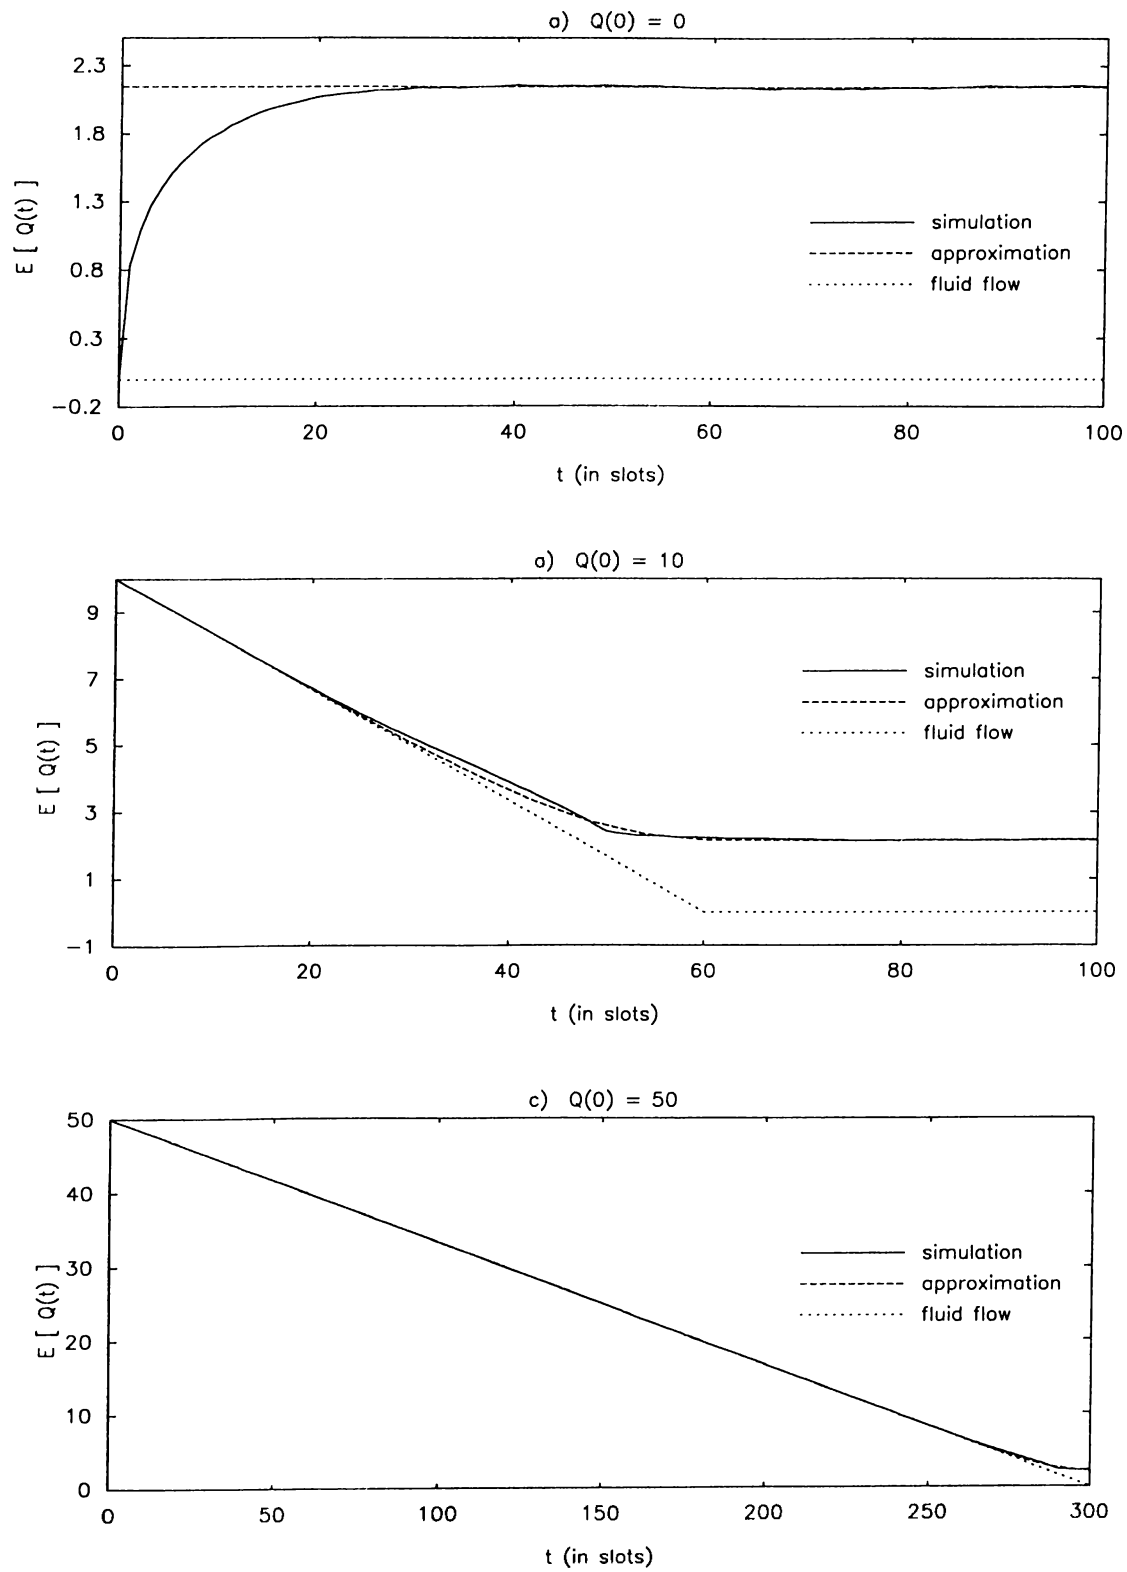 a) Q(0) = 0
2.3
1.8
1.3
0.8
0.3
−0.2
E [ Q(t) ]
simulation
approximation
fluid flow
0 20 40 60 80 100
t (in slots)
a) Q(0) = 10
9
7
5
3
1
−1
E [ Q(t) ]
simulation
approximation
fluid flow
0 20 40 60 80 100
t (in slots)
c) Q(0) = 50
50
40
30
20
10
0
E [ Q(t) ]
simulation
approximation
fluid flow
0 50 100 150 200 250 300
t (in slots)